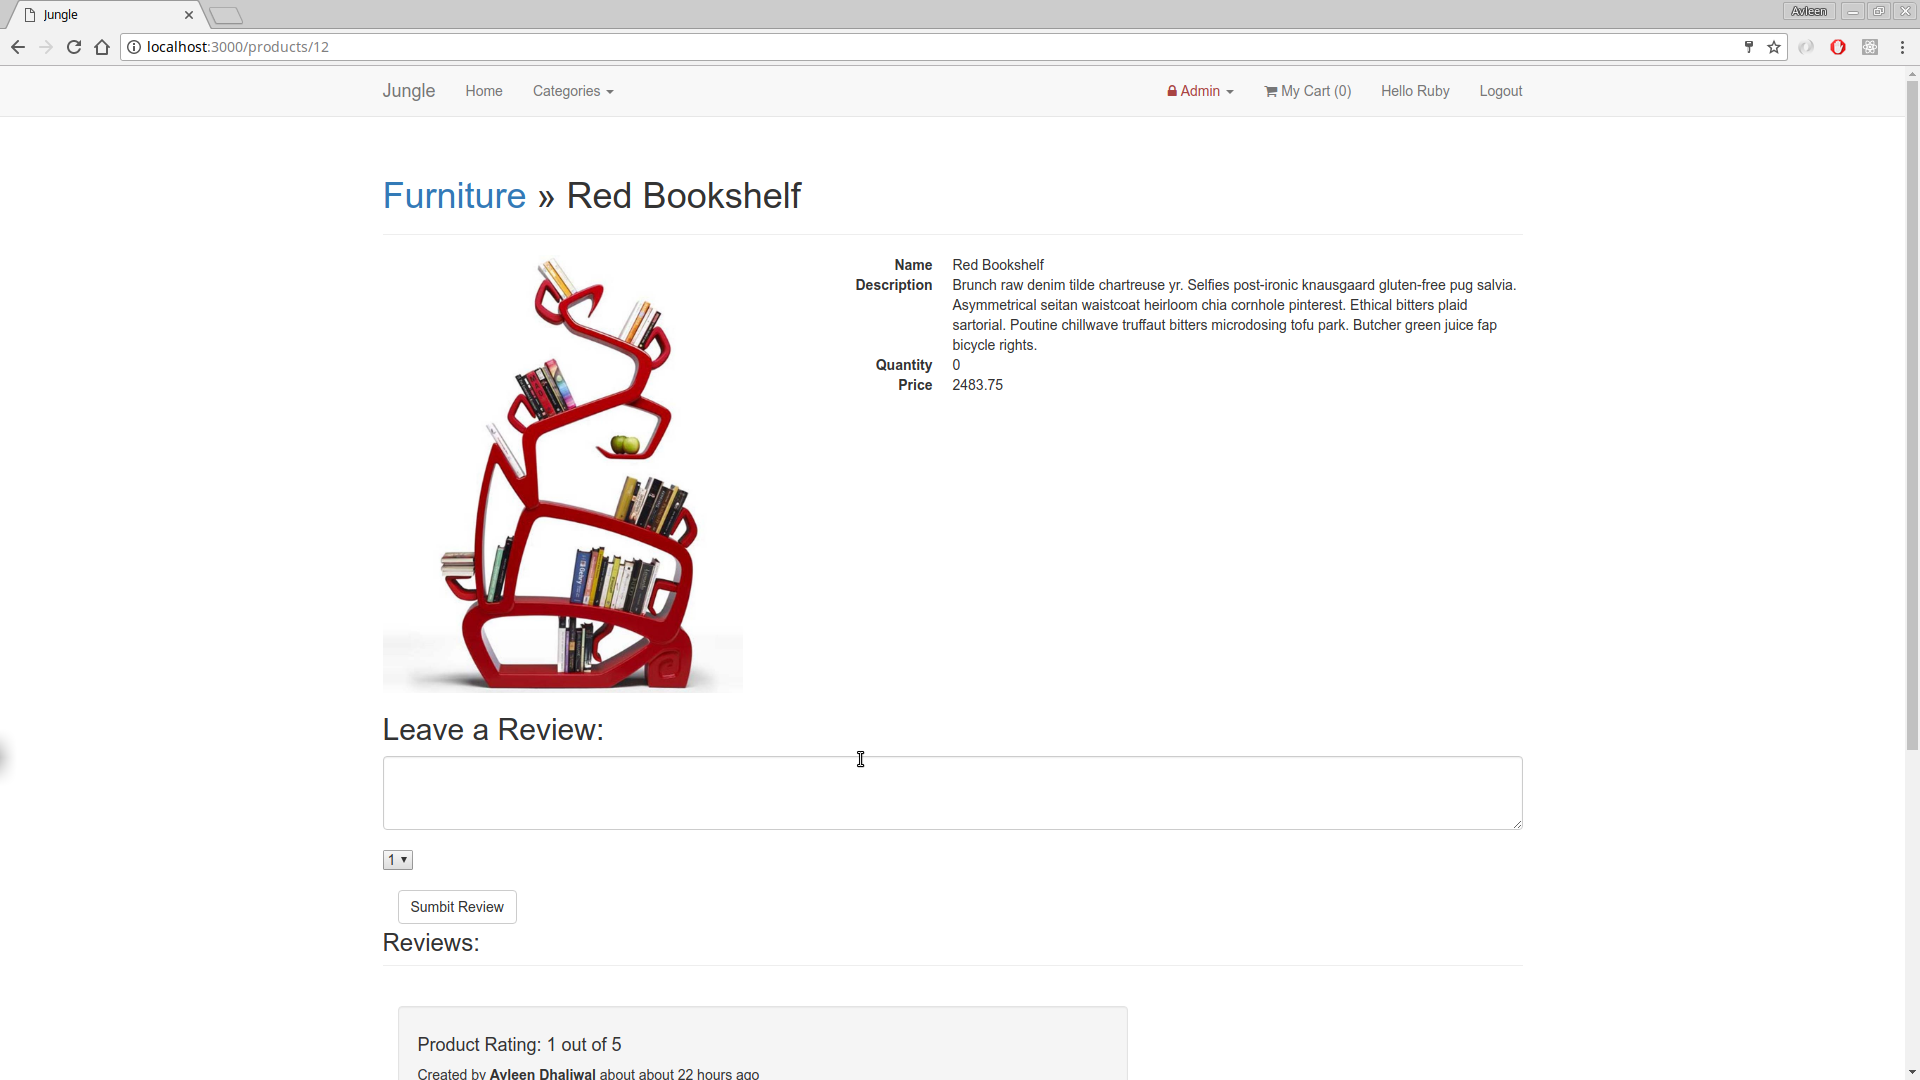 Jungle
Avleen
localhost:3000/products/12
Jungle Home Categories Admin My Cart (0) Hello Ruby Logout
Furniture » Red Bookshelf
Name Red Bookshelf
Description Brunch raw denim tilde chartreuse yr. Selfies post-ironic knausgaard gluten-free pug salvia.
Asymmetrical seitan waistcoat heirloom chia cornhole pinterest. Ethical bitters plaid
sartorial. Poutine chillwave truffaut bitters microdosing tofu park. Butcher green juice fap
bicycle rights.
Quantity 0
Price 2483.75
Leave a Review:
1
Sumbit Review
Reviews:
Product Rating: 1 out of 5
Created by Avleen Dhaliwal about about 22 hours ago